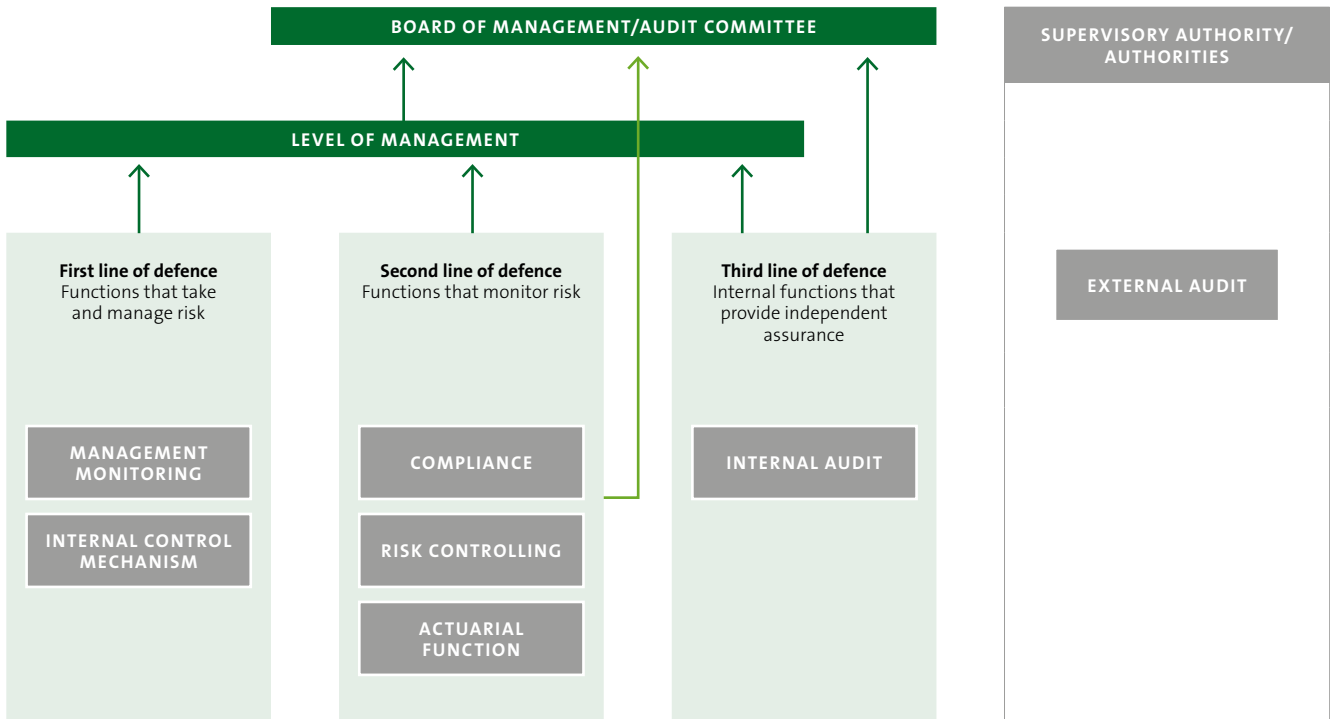 BOARD OF MANAGEMENT/AUDIT COMMITTEE
SUPERVISORY AUTHORITY/
AUTHORITIES
LEVEL OF MANAGEMENT
First line of defence
Functions that take
and manage risk
MANAGEMENT
MONITORING
INTERNAL CONTROL
MECHANISM
Second line of defence
Functions that monitor risk
COMPLIANCE
RISK CONTROLLING
ACTUARIAL
FUNCTION
Third line of defence
Internal functions that
provide independent
assurance
INTERNAL AUDIT
EXTERNAL AUDIT